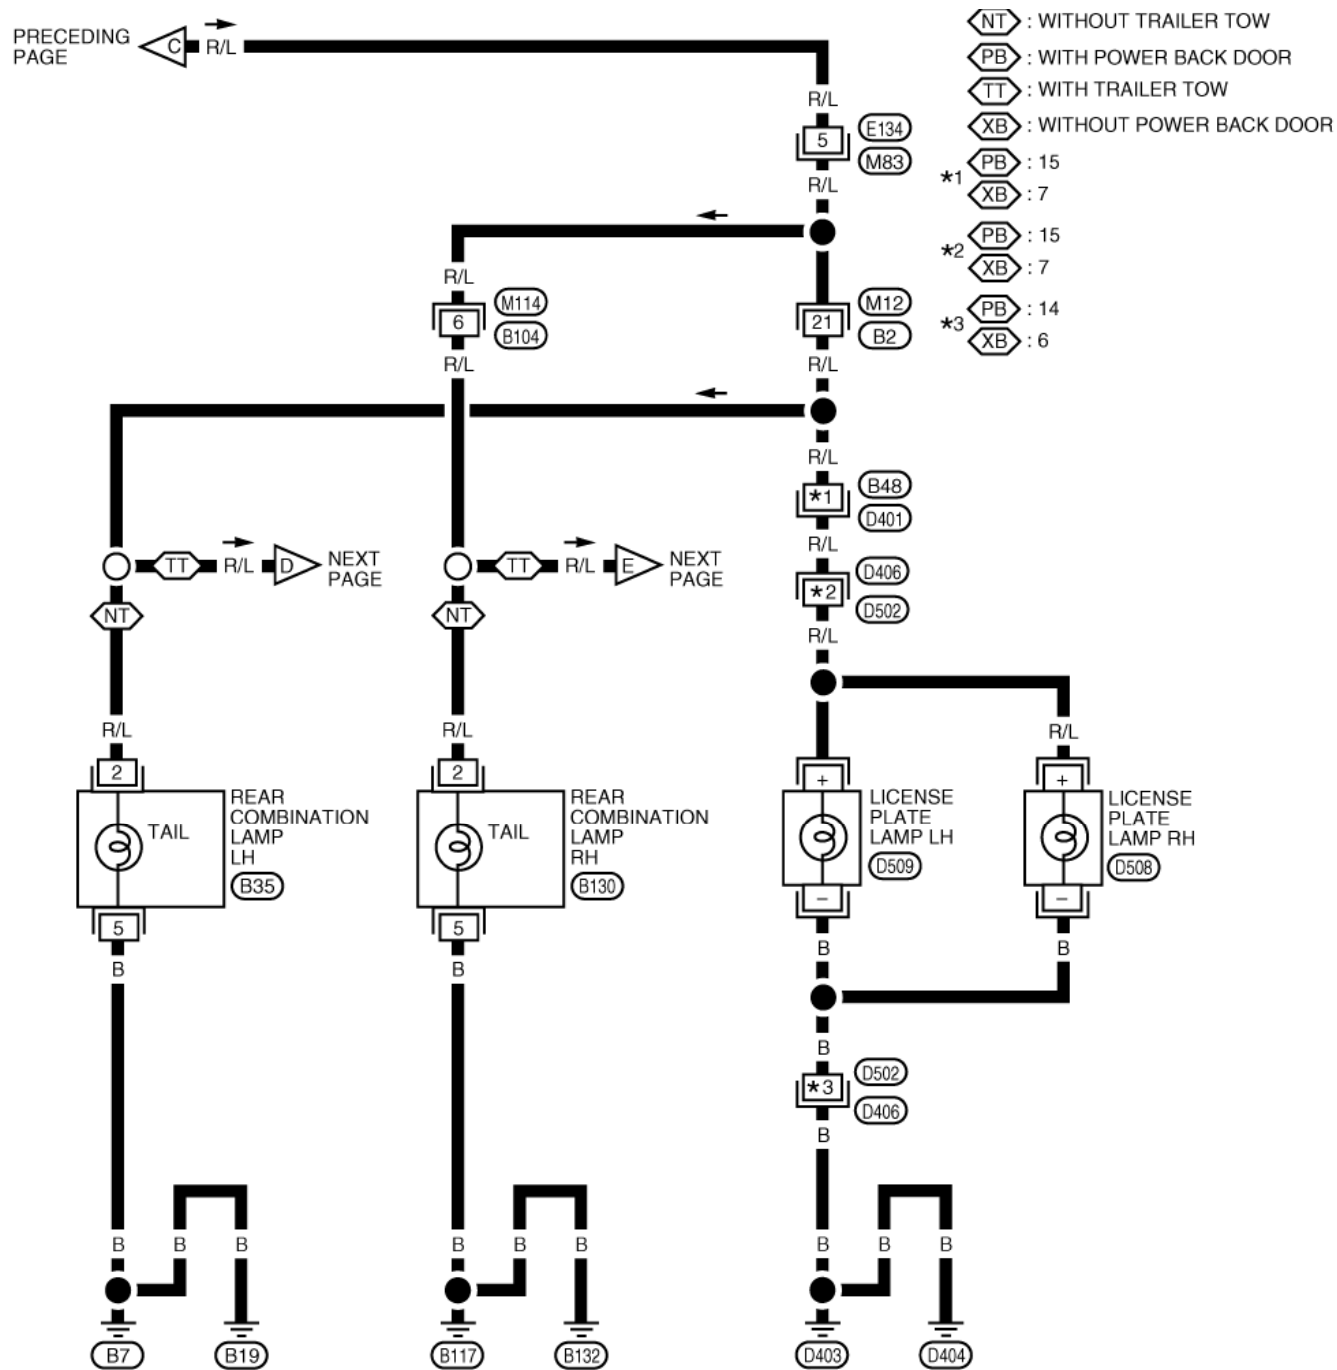 PRECEDING
PAGE
C
R/L
NT : WITHOUT TRAILER TOW
PB : WITH POWER BACK DOOR
TT : WITH TRAILER TOW
XB : WITHOUT POWER BACK DOOR
*1 PB : 15
XB : 7
*2 PB : 15
XB : 7
*3 PB : 14
XB : 6
R/L
5
E134
M83
R/L
R/L
6
M114
B104
R/L
21
M12
B2
R/L
R/L
*1
B48
D401
R/L
*2
D406
D502
R/L
TT
R/L
D
NEXT
PAGE
NT
TT
R/L
E
NEXT
PAGE
NT
R/L
R/L
R/L
2
TAIL
REAR
COMBINATION
LAMP
LH
B35
5
2
TAIL
REAR
COMBINATION
LAMP
RH
B130
5
+
LICENSE
PLATE
LAMP LH
D509
–
+
LICENSE
PLATE
LAMP RH
D508
–
B
B
B
B
B
*3
D502
D406
B
B
B
B
B
B
B
B
B
B
B7
B19
B117
B132
D403
D404